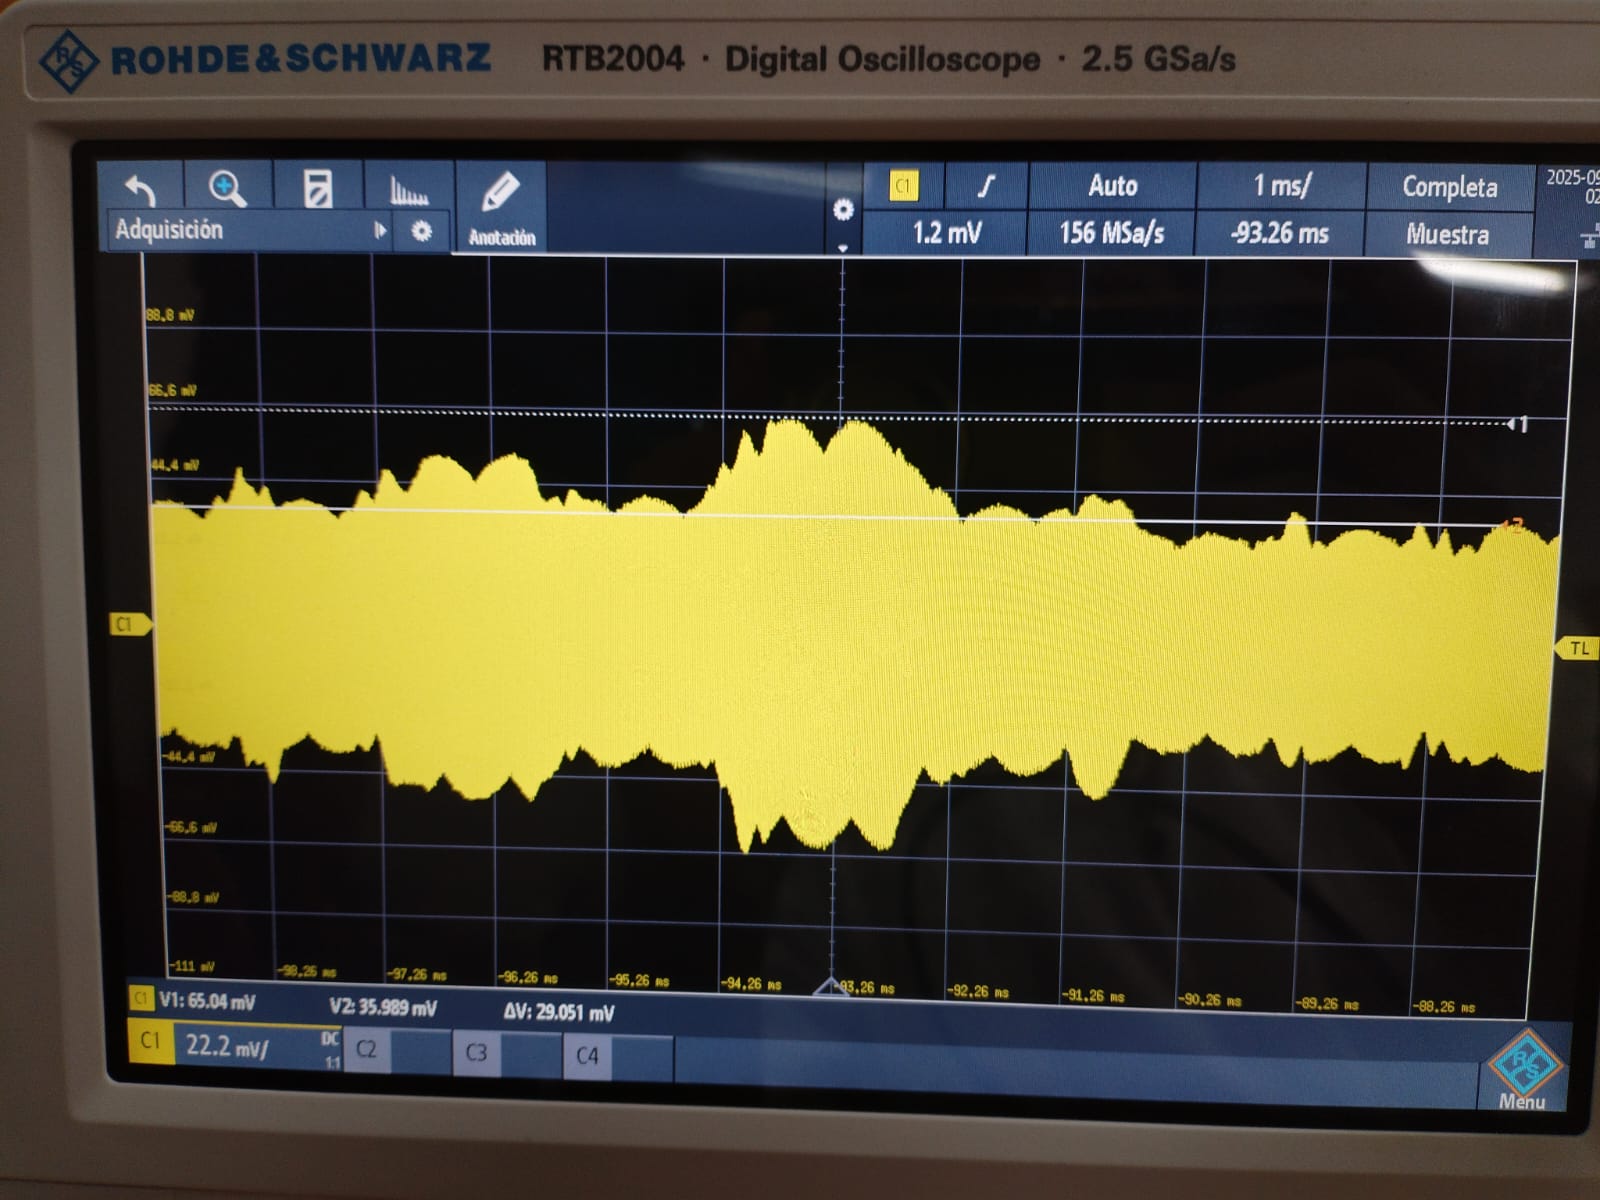 ROHDE&SCHWARZ RTB2004 · Digital Oscilloscope · 2.5 GSa/s
C1 Auto 1 ms/ Completa 2025-09
Adquisición Anotación 1.2 mV 156 MSa/s -93.26 ms Muestra
88.8 mV
66.6 mV
1
44.4 mV
2
C1
TL
-44.4 mV
-66.6 mV
-88.8 mV
-111 mV
-98.26 ms -97.26 ms -96.26 ms -95.26 ms -94.26 ms -93.26 ms -92.26 ms -91.26 ms -90.26 ms -89.26 ms -88.26 ms
C1 V1: 65.04 mV V2: 35.989 mV ΔV: 29.051 mV
C1 22.2 mV/ DC 1:1 C2 C3 C4
R&S
Menu